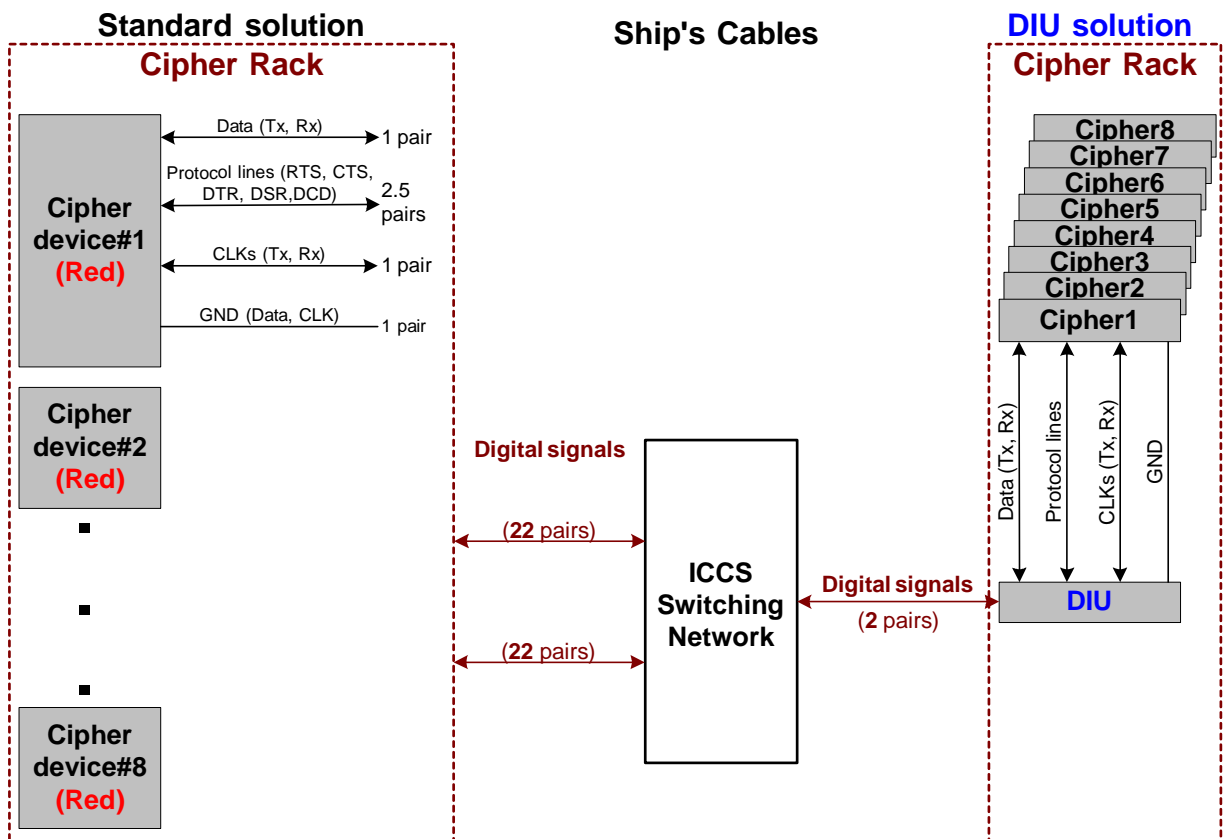 Standard solution
Ship's Cables
DIU solution
Cipher Rack
Cipher
device#1
(Red)
Data (Tx, Rx)
1 pair
Protocol lines (RTS, CTS,
DTR, DSR,DCD)
2.5
pairs
CLKs (Tx, Rx)
1 pair
GND (Data, CLK)
1 pair
Cipher
device#2
(Red)
Cipher
device#8
(Red)
Digital signals
(22 pairs)
(22 pairs)
ICCS
Switching
Network
Digital signals
(2 pairs)
Cipher Rack
Cipher8
Cipher7
Cipher6
Cipher5
Cipher4
Cipher3
Cipher2
Cipher1
Data (Tx, Rx)
Protocol lines
CLKs (Tx, Rx)
GND
DIU